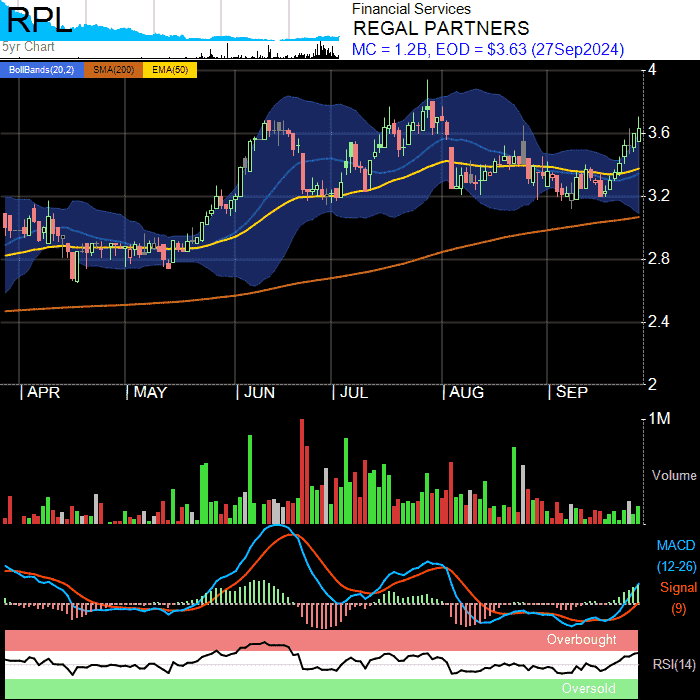 RPL
5yr Chart
Financial Services
REGAL PARTNERS
MC = 1.2B, EOD = $3.63 (27Sep2024)
BollBands(20,2) SMA(200) EMA(50)
4
3.6
3.2
2.8
2.4
2
APR MAY JUN JUL AUG SEP
1M
Volume
MACD
(12-26)
Signal
(9)
Overbought
RSI(14)
Oversold